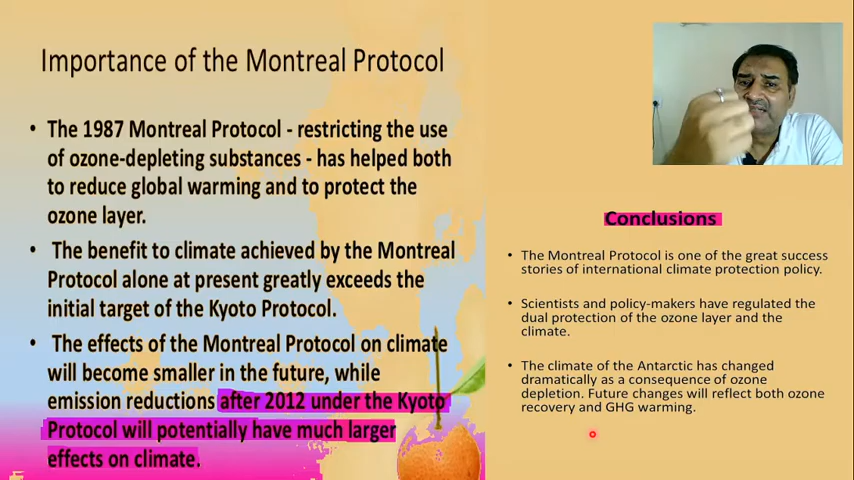 Importance of the Montreal Protocol
• The 1987 Montreal Protocol - restricting the use
of ozone-depleting substances - has helped both
to reduce global warming and to protect the
ozone layer.
• The benefit to climate achieved by the Montreal
Protocol alone at present greatly exceeds the
initial target of the Kyoto Protocol.
• The effects of the Montreal Protocol on climate
will become smaller in the future, while
emission reductions after 2012 under the Kyoto
Protocol will potentially have much larger
effects on climate.
Conclusions
• The Montreal Protocol is one of the great success
stories of international climate protection policy.
• Scientists and policy-makers have regulated the
dual protection of the ozone layer and the
climate.
• The climate of the Antarctic has changed
dramatically as a consequence of ozone
depletion. Future changes will reflect both ozone
recovery and GHG warming.